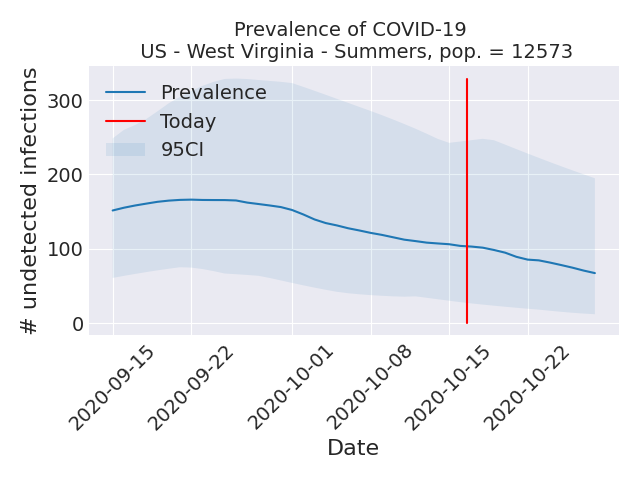 Prevalence of COVID-19
US - West Virginia - Summers, pop. = 12573
# undetected infections
300
200
100
0
Prevalence
Today
95CI
2020-09-15
2020-09-22
2020-10-01
2020-10-08
2020-10-15
2020-10-22
Date